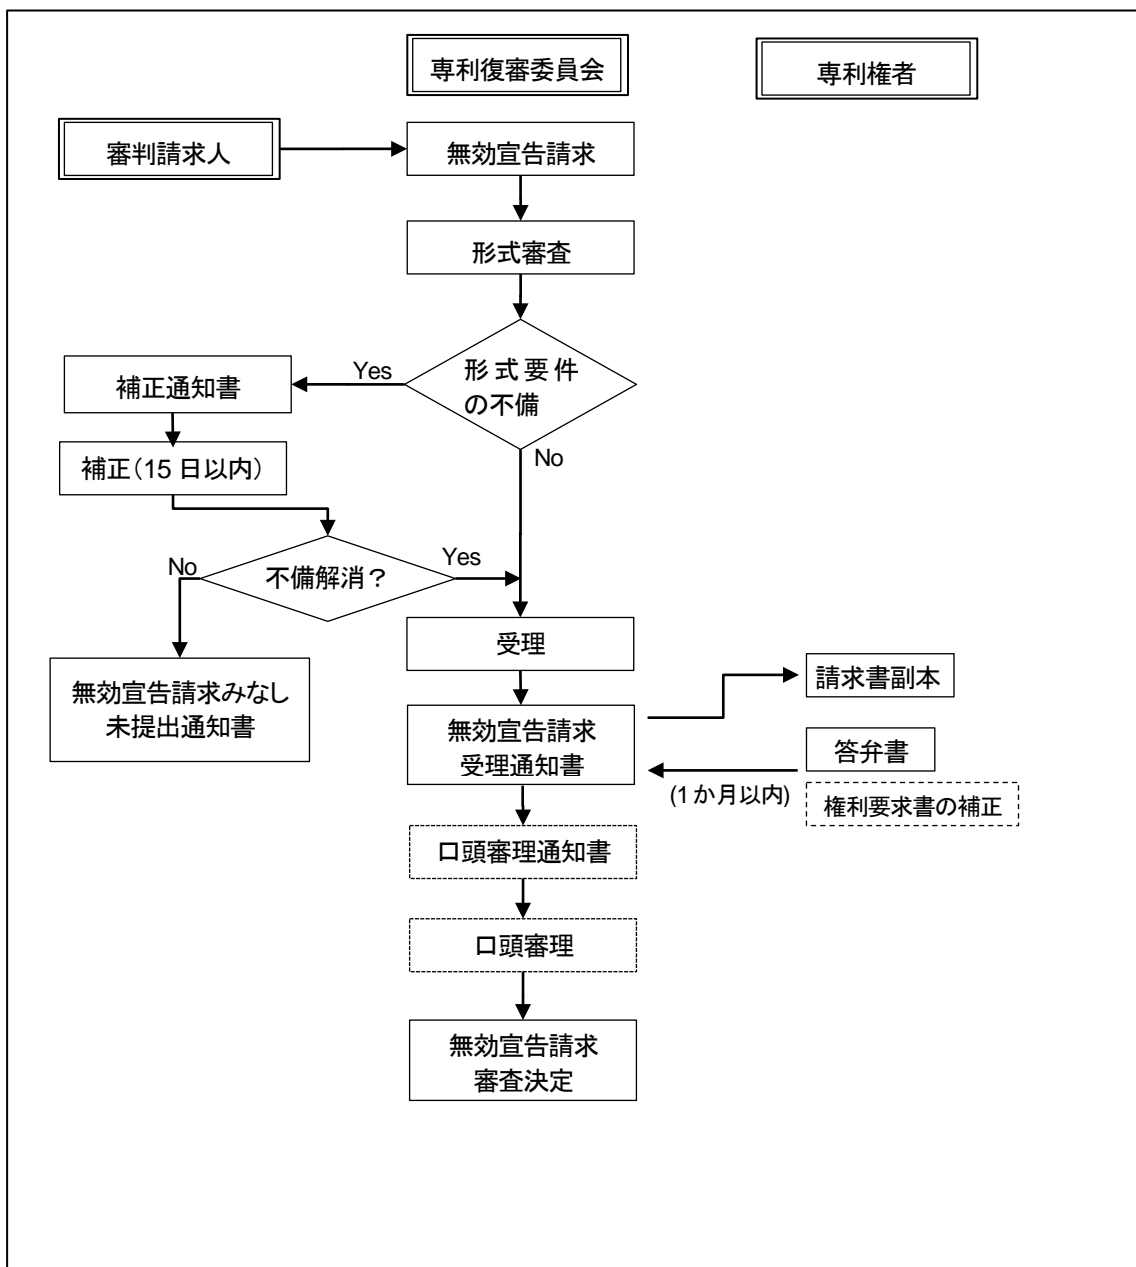 専利復審委員会
専利権者
審判請求人
無効宣告請求
形式審査
形式要件
の不備
Yes
補正通知書
No
補正（15 日以内）
不備解消？
No
Yes
受理
無効宣告請求みなし
未提出通知書
無効宣告請求
受理通知書
請求書副本
答弁書
(1 か月以内)
権利要求書の補正
口頭審理通知書
口頭審理
無効宣告請求
審査決定